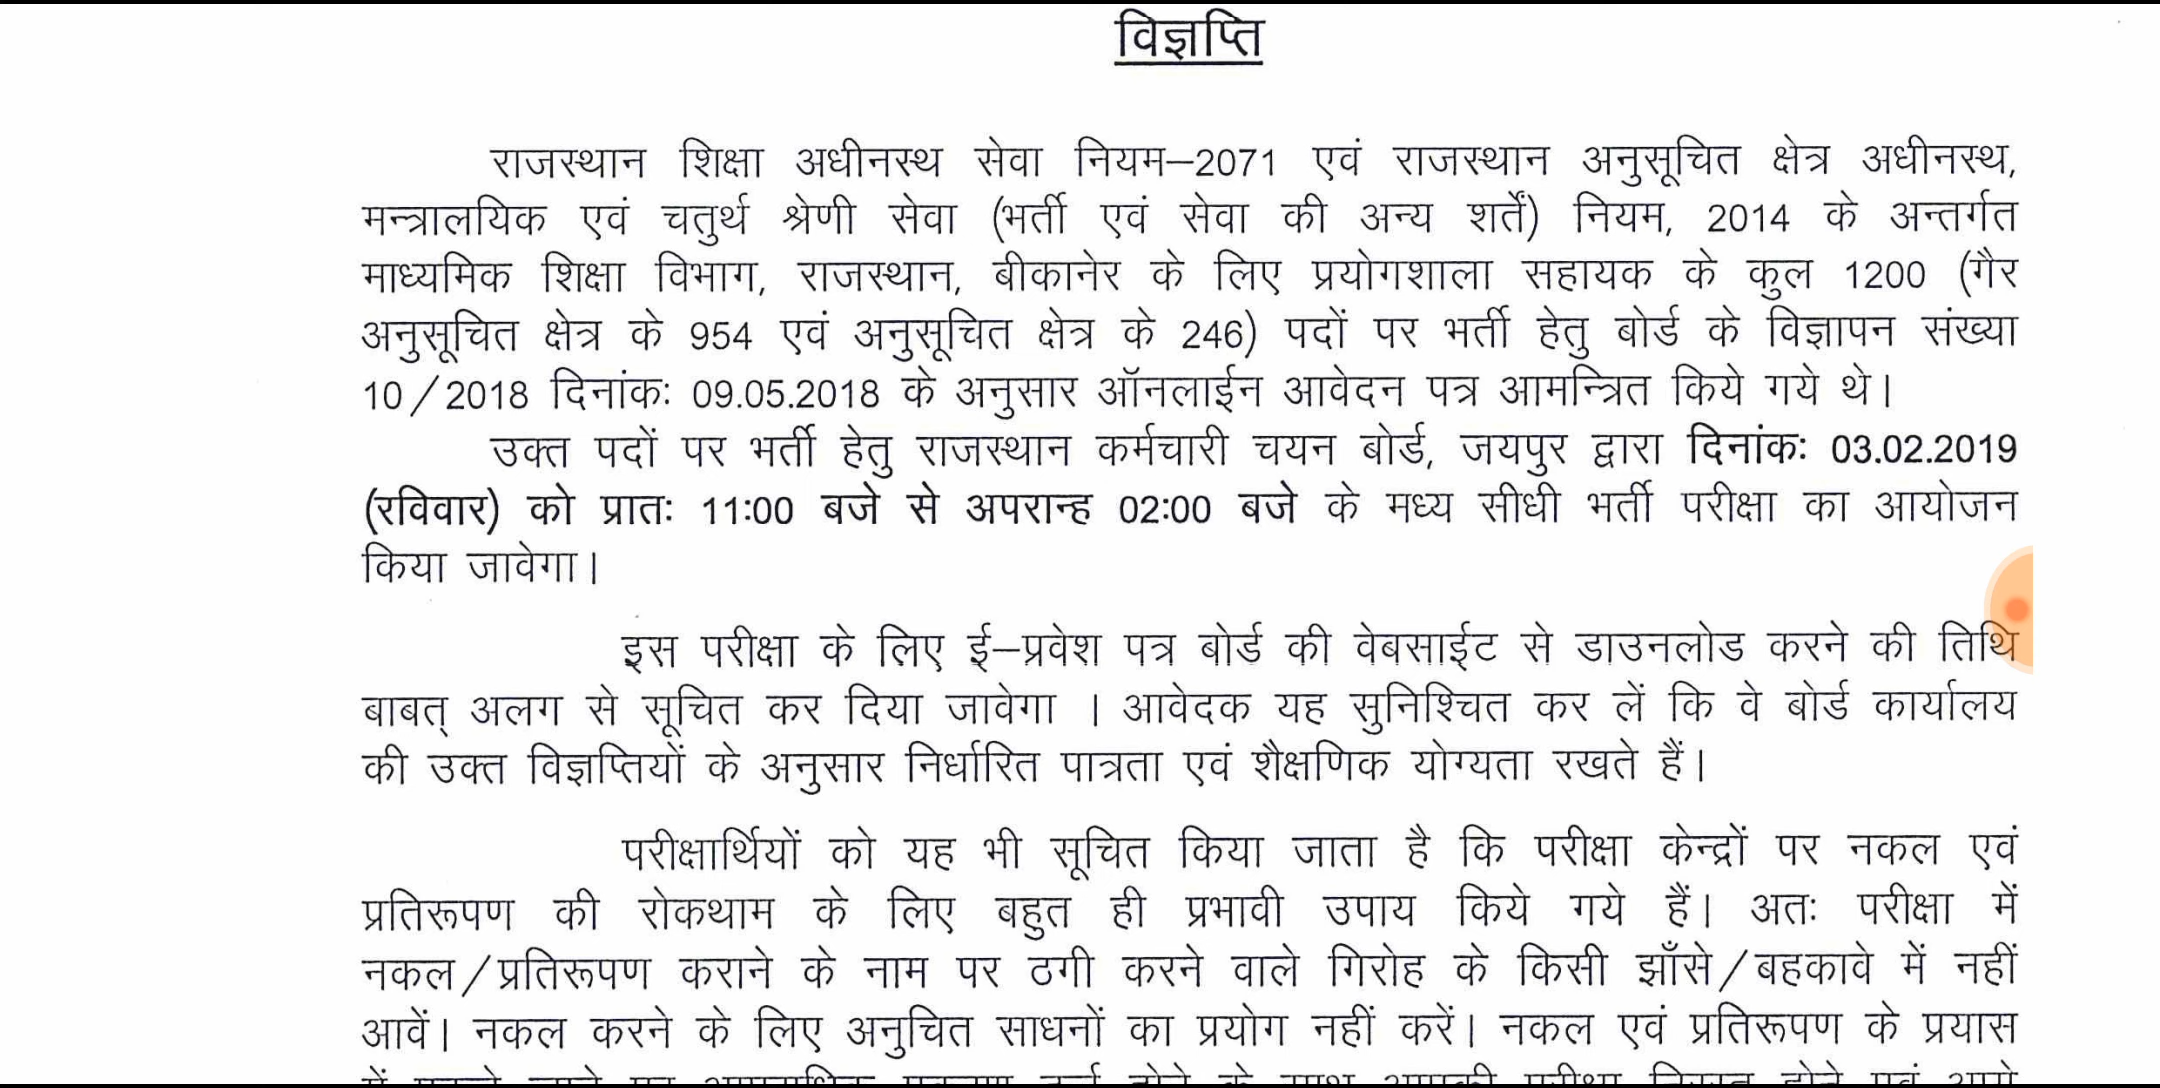 विज्ञप्ति
राजस्थान शिक्षा अधीनस्थ सेवा नियम–2071 एवं राजस्थान अनुसूचित क्षेत्र अधीनस्थ,
मन्त्रालयिक एवं चतुर्थ श्रेणी सेवा (भर्ती एवं सेवा की अन्य शर्तें) नियम, 2014 के अन्तर्गत
माध्यमिक शिक्षा विभाग, राजस्थान, बीकानेर के लिए प्रयोगशाला सहायक के कुल 1200 (गैर
अनुसूचित क्षेत्र के 954 एवं अनुसूचित क्षेत्र के 246) पदों पर भर्ती हेतु बोर्ड के विज्ञापन संख्या
10/2018 दिनांकः 09.05.2018 के अनुसार ऑनलाईन आवेदन पत्र आमन्त्रित किये गये थे।
उक्त पदों पर भर्ती हेतु राजस्थान कर्मचारी चयन बोर्ड, जयपुर द्वारा दिनांकः 03.02.2019
(रविवार) को प्रातः 11:00 बजे से अपरान्ह 02:00 बजे के मध्य सीधी भर्ती परीक्षा का आयोजन
किया जावेगा।
इस परीक्षा के लिए ई–प्रवेश पत्र बोर्ड की वेबसाईट से डाउनलोड करने की तिथि
बाबत् अलग से सूचित कर दिया जावेगा । आवेदक यह सुनिश्चित कर लें कि वे बोर्ड कार्यालय
की उक्त विज्ञप्तियों के अनुसार निर्धारित पात्रता एवं शैक्षणिक योग्यता रखते हैं।
परीक्षार्थियों को यह भी सूचित किया जाता है कि परीक्षा केन्द्रों पर नकल एवं
प्रतिरूपण की रोकथाम के लिए बहुत ही प्रभावी उपाय किये गये हैं। अतः परीक्षा में
नकल/प्रतिरूपण कराने के नाम पर ठगी करने वाले गिरोह के किसी झाँसे/बहकावे में नहीं
आवें। नकल करने के लिए अनुचित साधनों का प्रयोग नहीं करें। नकल एवं प्रतिरूपण के प्रयास